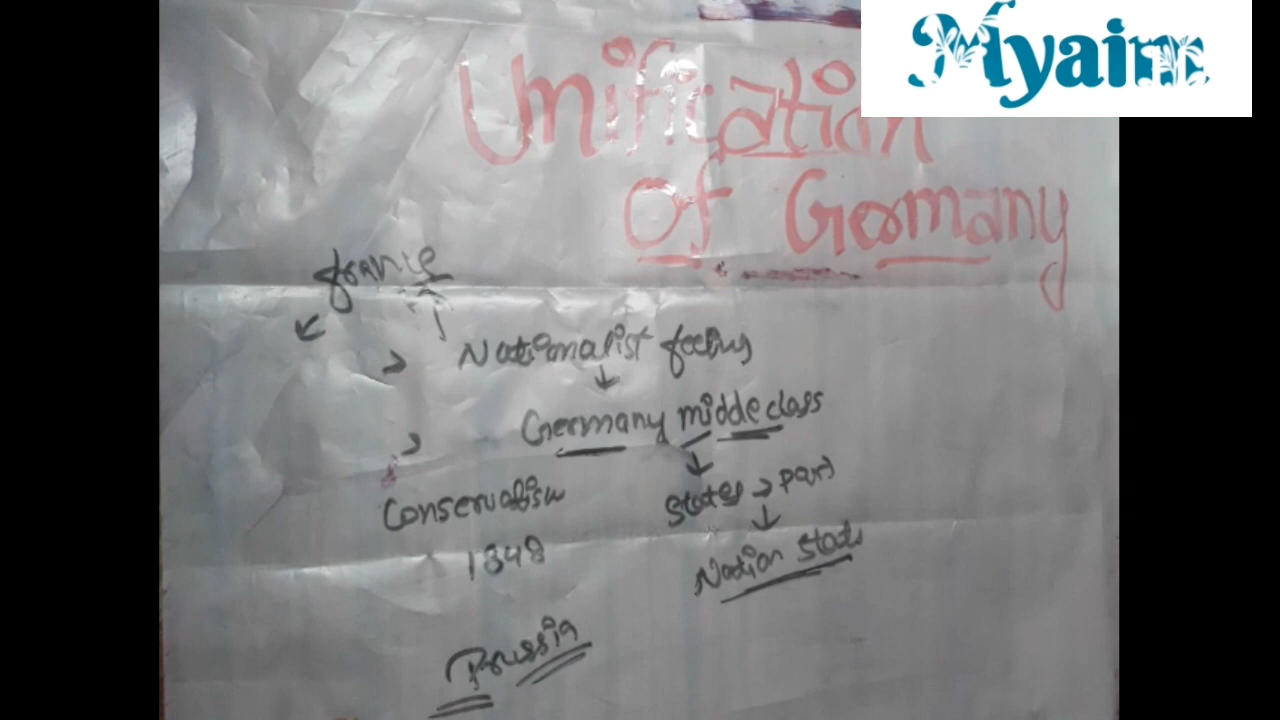 Myaim
Unification
Of Germany
france
Nationalist feeling
Germany middle class
States
Conservatism
Nation State
1848
Prussia